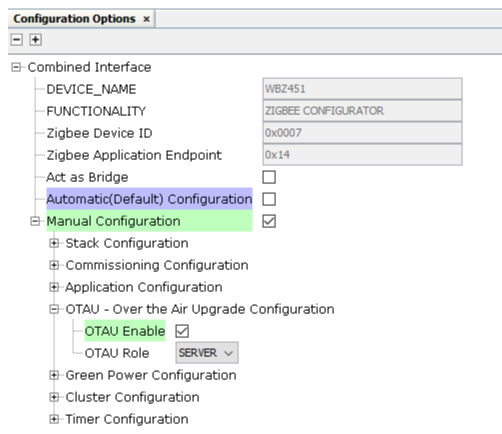 Configuration Options ×
Combined Interface
DEVICE_NAME WBZ451
FUNCTIONALITY ZIGBEE CONFIGURATOR
Zigbee Device ID 0x0007
Zigbee Application Endpoint 0x14
Act as Bridge
Automatic(Default) Configuration
Manual Configuration
Stack Configuration
Commissioning Configuration
Application Configuration
OTAU - Over the Air Upgrade Configuration
OTAU Enable
OTAU Role SERVER
Green Power Configuration
Cluster Configuration
Timer Configuration